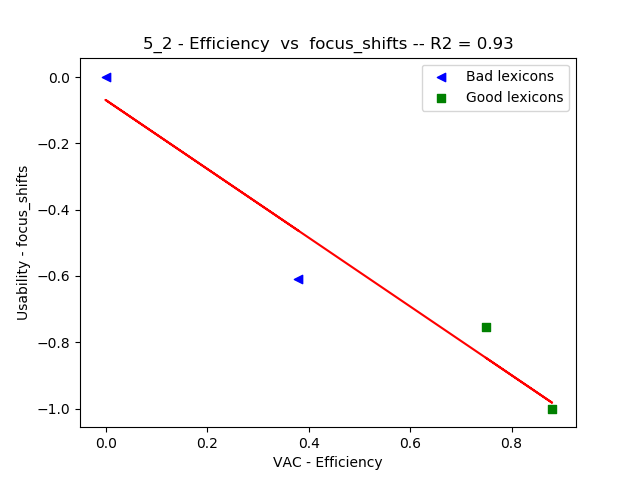 5_2 - Efficiency  vs  focus_shifts -- R2 = 0.93
Bad lexicons
Good lexicons
Usability - focus_shifts
0.0
−0.2
−0.4
−0.6
−0.8
−1.0
0.0
0.2
0.4
0.6
0.8
VAC - Efficiency